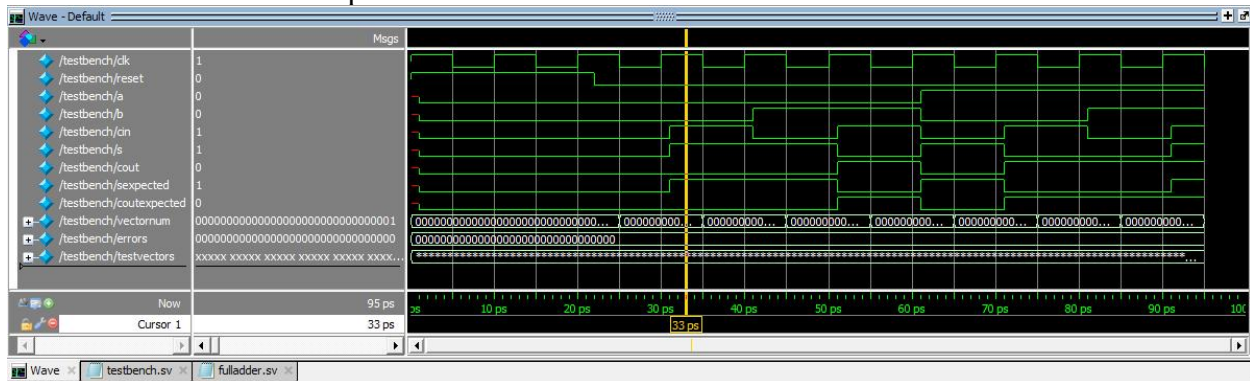 Wave - Default
Msgs
/testbench/clk 1
/testbench/reset 0
/testbench/a 0
/testbench/b 0
/testbench/cin 1
/testbench/s 1
/testbench/cout 0
/testbench/sexpected 1
/testbench/coutexpected 0
/testbench/vectornum 00000000000000000000000000000001 000000000000000000000000000... 000000000... 000000000... 000000000... 000000000... 000000000... 000000000... 000000000...
/testbench/errors 00000000000000000000000000000000 00000000000000000000000000000000
/testbench/testvectors xxxxx xxxxx xxxxx xxxxx xxxxx xxxx...
Now 95 ps ps 10 ps 20 ps 30 ps 40 ps 50 ps 60 ps 70 ps 80 ps 90 ps 100
Cursor 1 33 ps 33 ps
Wave testbench.sv fulladder.sv